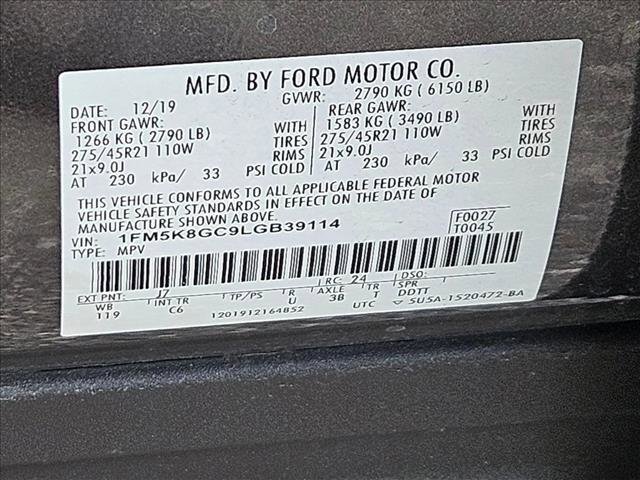 MFD. BY FORD MOTOR CO.
DATE: 12/19 GVWR: 2790 KG ( 6150 LB)
FRONT GAWR: REAR GAWR:
1266 KG ( 2790 LB) WITH 1583 KG ( 3490 LB) WITH
275/45R21 110W TIRES 275/45R21 110W TIRES
21x9.0J RIMS 21x9.0J RIMS
AT 230 kPa/ 33 PSI COLD AT 230 kPa/ 33 PSI COLD
THIS VEHICLE CONFORMS TO ALL APPLICABLE FEDERAL MOTOR
VEHICLE SAFETY STANDARDS IN EFFECT ON THE DATE OF
MANUFACTURE SHOWN ABOVE.
VIN: 1FM5K8GC9LGB39114 F0027
TYPE: MPV T0045
EXT PNT: J7 RC: 24 DSO:
WB INT TR TP/PS R AXLE TR SPR
119 C6 U 3B T DDTT
1201912164852 UTC 5U5A-1520472-BA